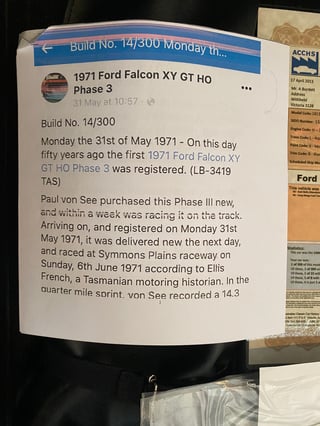 Build No. 14/300 Monday th...
1971 Ford Falcon XY GT HO
Phase 3
31 May at 10:57
Build No. 14/300
Monday the 31st of May 1971 - On this day
fifty years ago the first 1971 Ford Falcon XY
GT HO Phase 3 was registered. (LB-3419
TAS)
Paul von See purchased this Phase III new,
and within a week was racing it on the track.
Arriving on, and registered on Monday 31st
May 1971, it was delivered new the next day,
and raced at Symmons Plains raceway on
Sunday, 6th June 1971 according to Ellis
French, a Tasmanian motoring historian. In the
quarter mile sprint, von See recorded a 14.3
ACCHS
Address
Victoria 3128
Ford